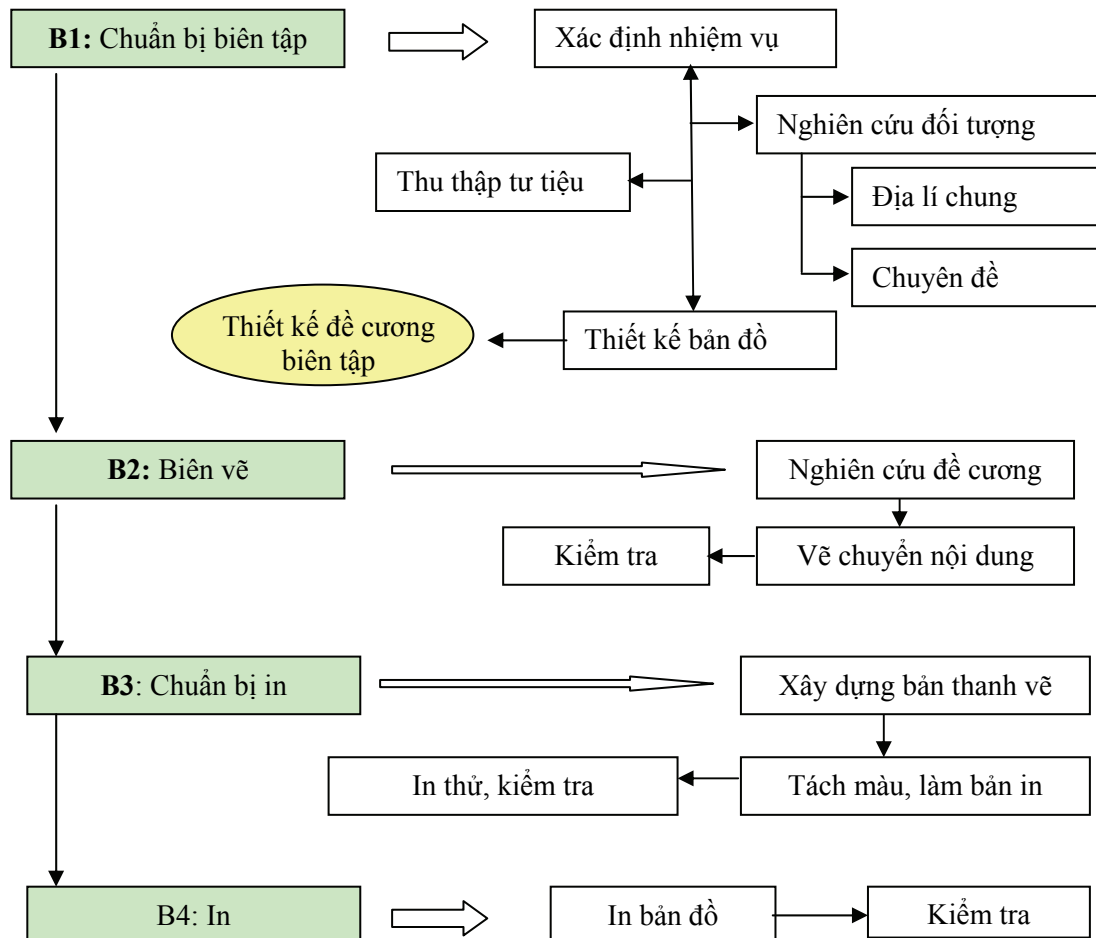 B1: Chuẩn bị biên tập
Xác định nhiệm vụ
Nghiên cứu đối tượng
Thu thập tư tiệu
Địa lí chung
Chuyên đề
Thiết kế đề cương
biên tập
Thiết kế bản đồ
B2: Biên vẽ
Nghiên cứu đề cương
Kiểm tra
Vẽ chuyển nội dung
B3: Chuẩn bị in
Xây dựng bản thanh vẽ
In thử, kiểm tra
Tách màu, làm bản in
B4: In
In bản đồ
Kiểm tra